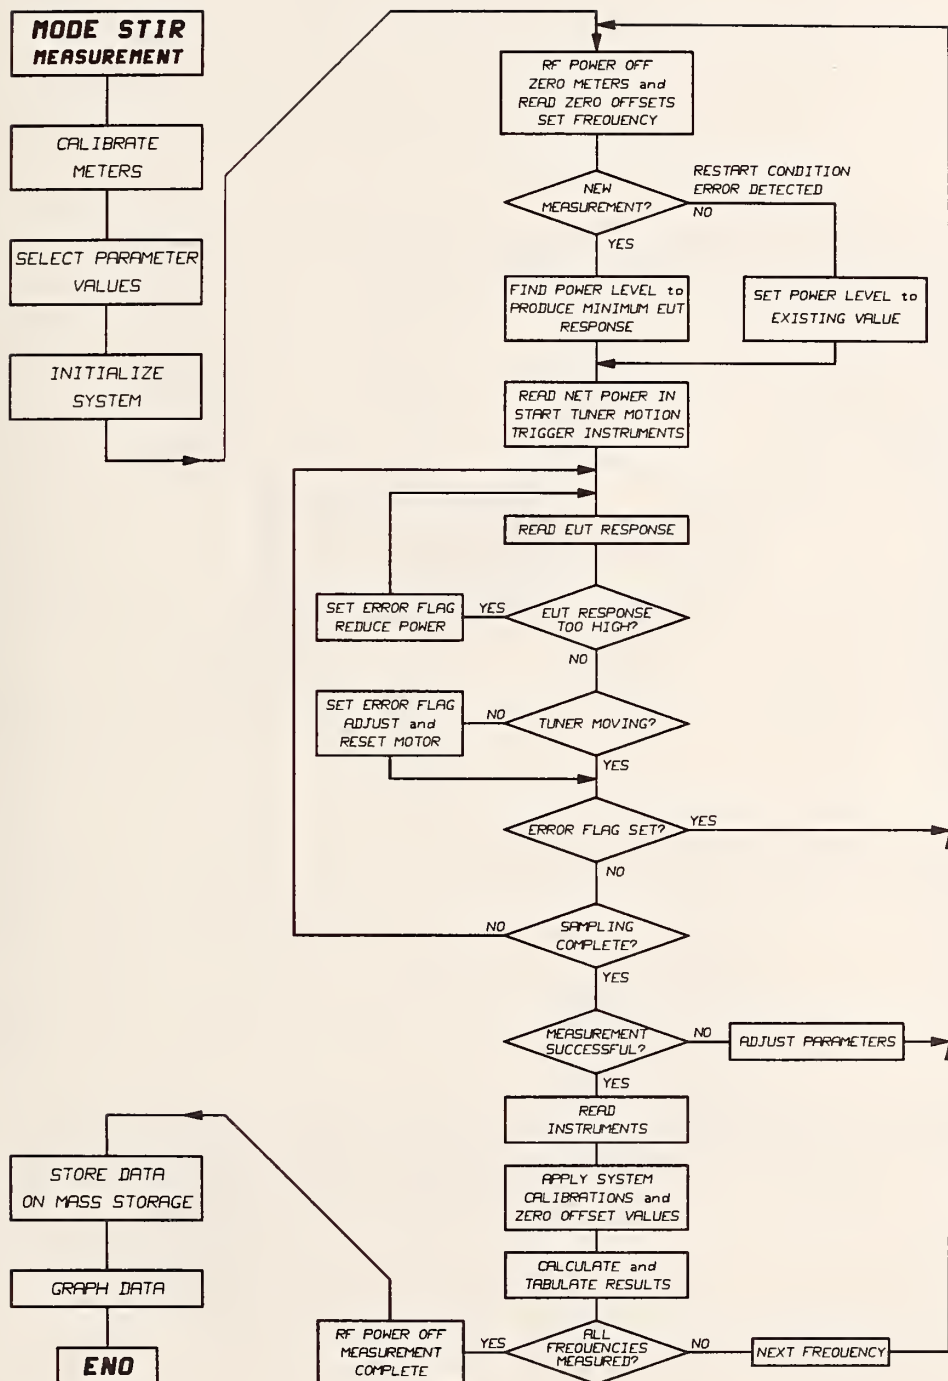 MODE STIR
MEASUREMENT
CALIBRATE
METERS
SELECT PARAMETER
VALUES
INITIALIZE
SYSTEM
RF POWER OFF
ZERO METERS and
READ ZERO OFFSETS
SET FREQUENCY
NEW
MEASUREMENT?
RESTART CONDITION
ERROR DETECTED
NO
YES
FIND POWER LEVEL to
PRODUCE MINIMUM EUT
RESPONSE
SET POWER LEVEL to
EXISTING VALUE
READ NET POWER IN
START TUNER MOTION
TRIGGER INSTRUMENTS
READ EUT RESPONSE
SET ERROR FLAG
REDUCE POWER
YES
EUT RESPONSE
TOO HIGH?
NO
SET ERROR FLAG
ADJUST and
RESET MOTOR
NO
TUNER MOVING?
YES
ERROR FLAG SET?
YES
NO
NO
SAMPLING
COMPLETE?
YES
MEASUREMENT
SUCCESSFUL?
NO
ADJUST PARAMETERS
YES
READ
INSTRUMENTS
APPLY SYSTEM
CALIBRATIONS and
ZERO OFFSET VALUES
CALCULATE and
TABULATE RESULTS
ALL
FREQUENCIES
MEASURED?
NO
NEXT FREQUENCY
YES
RF POWER OFF
MEASUREMENT
COMPLETE
STORE DATA
ON MASS STORAGE
GRAPH DATA
END